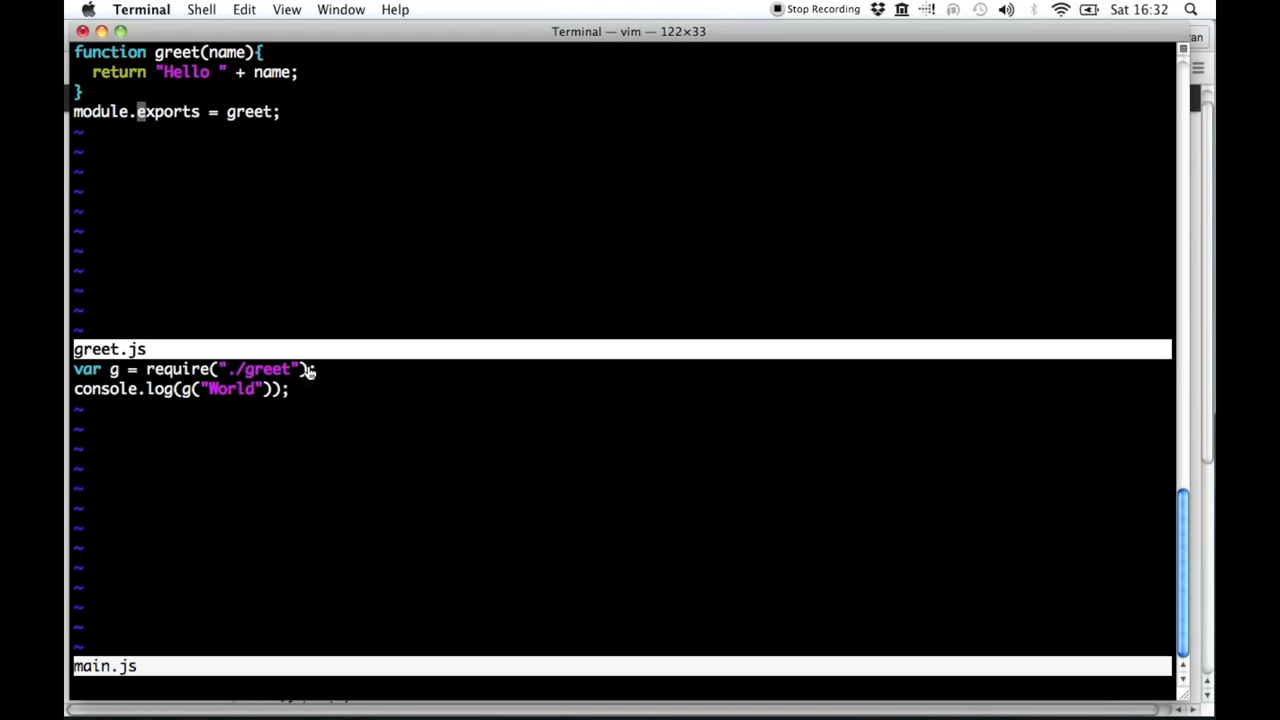 Terminal Shell Edit View Window Help Stop Recording Sat 16:32
Terminal — vim — 122×33
function greet(name){
  return "Hello " + name;
}
module.exports = greet;
~
~
~
~
~
~
~
~
~
~
~
greet.js
var g = require("./greet");
console.log(g("World"));
~
~
~
~
~
~
~
~
~
~
~
~
~
main.js